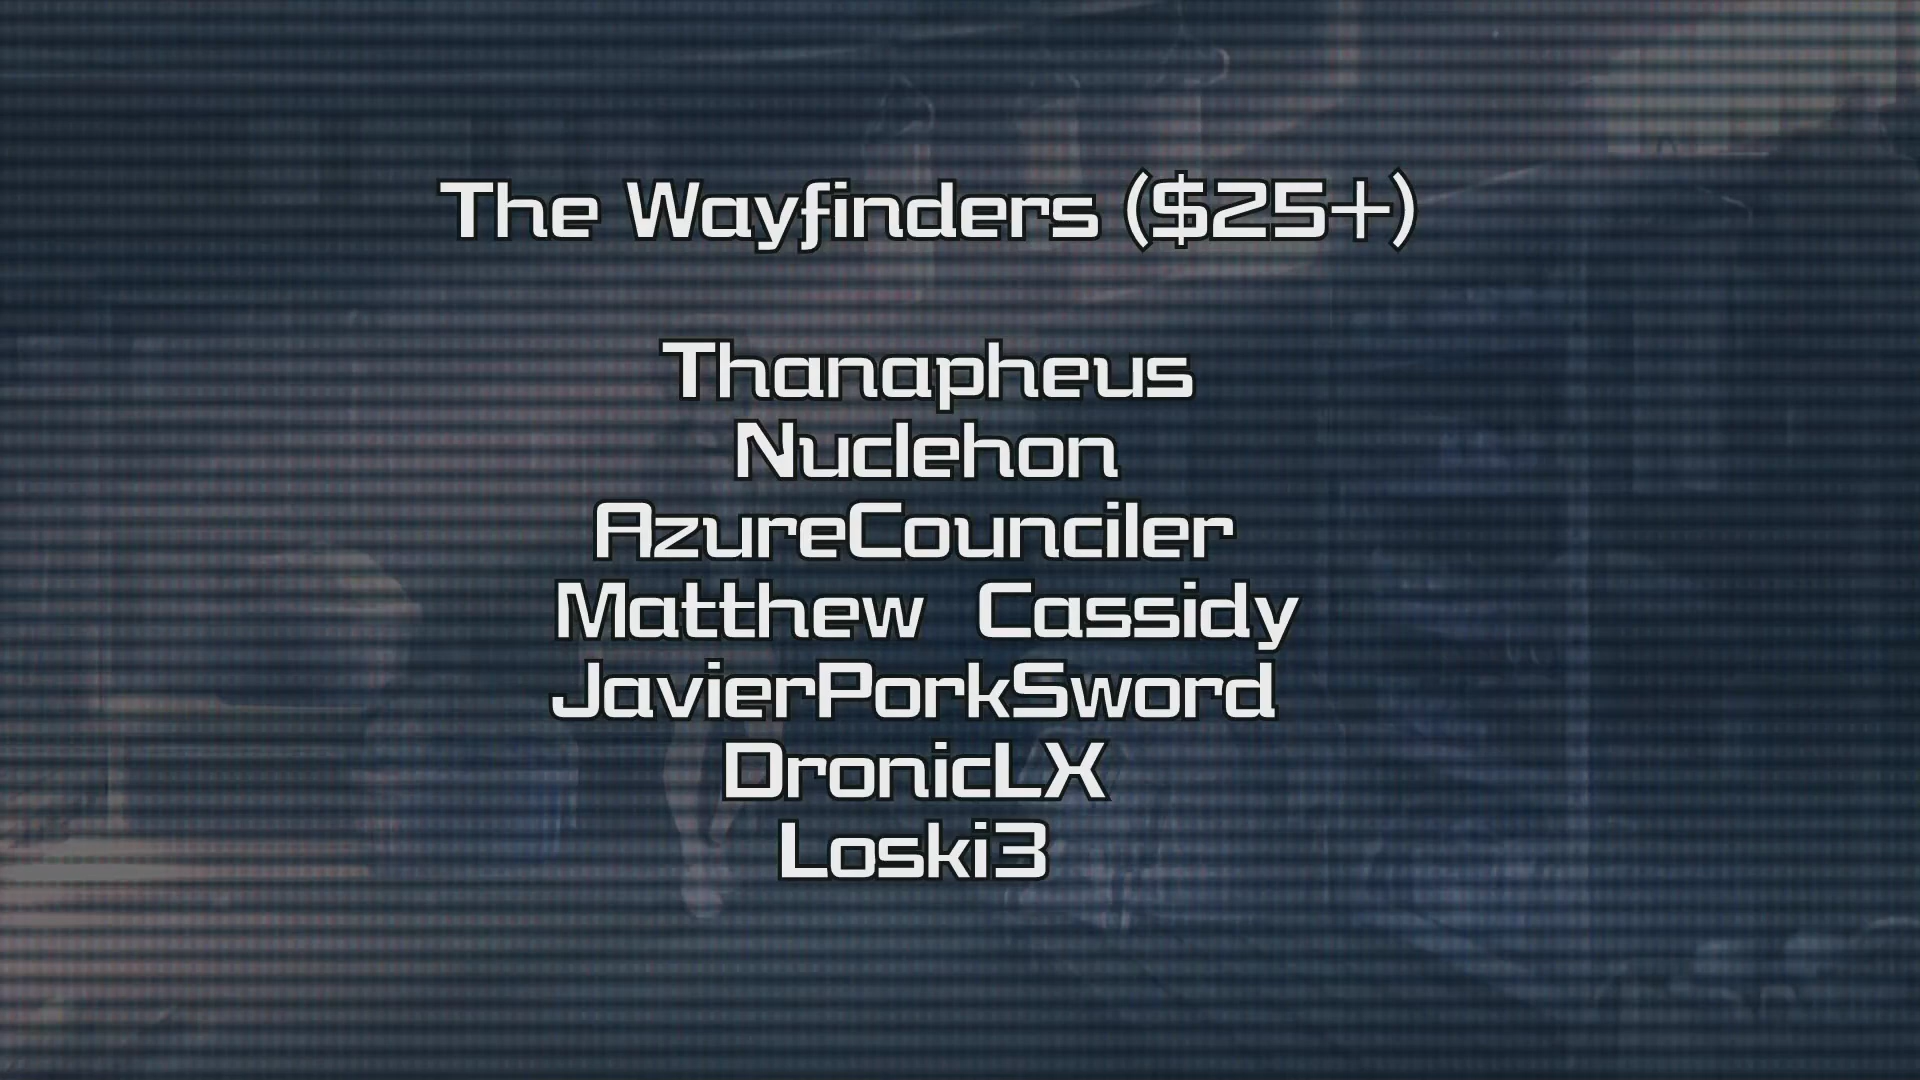 The Wayfinders ($25+)
Thanapheus
Nuclehon
AzureCounciler
Matthew Cassidy
JavierPorkSword
DronicLX
Loski3